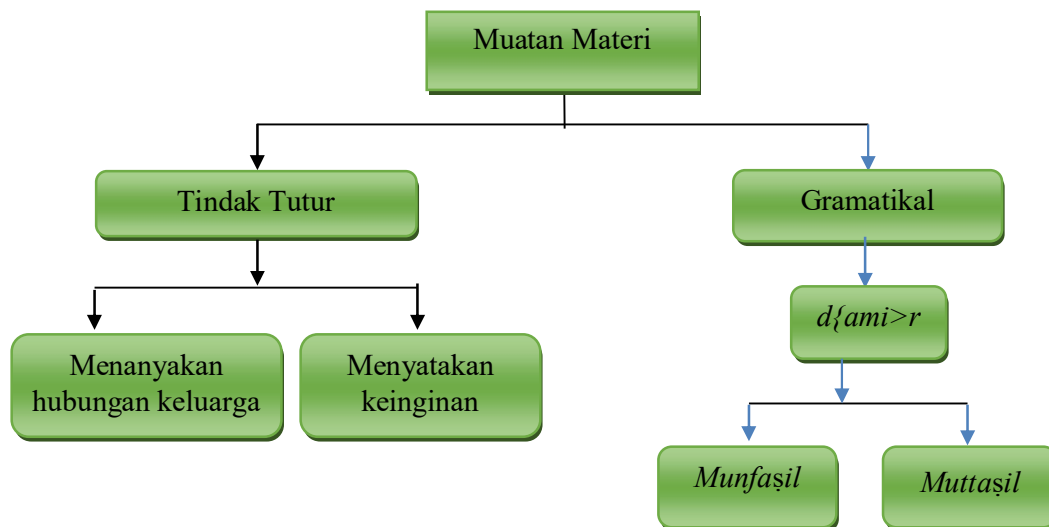 Muatan Materi
Tindak Tutur
Gramatikal
d{ami>r
Menanyakan
hubungan keluarga
Menyatakan
keinginan
Munfaṣil
Muttaṣil